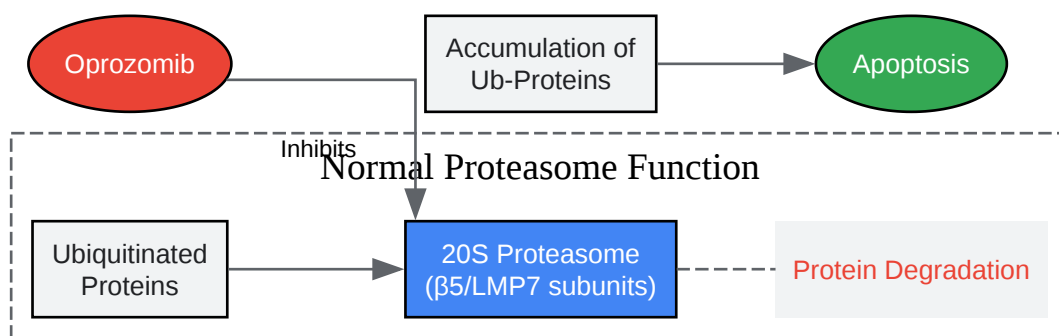 Oprozomib
Accumulation of
Ub-Proteins
Apoptosis
Inhibits
Normal Proteasome Function
Ubiquitinated
Proteins
20S Proteasome
(β5/LMP7 subunits)
Protein Degradation